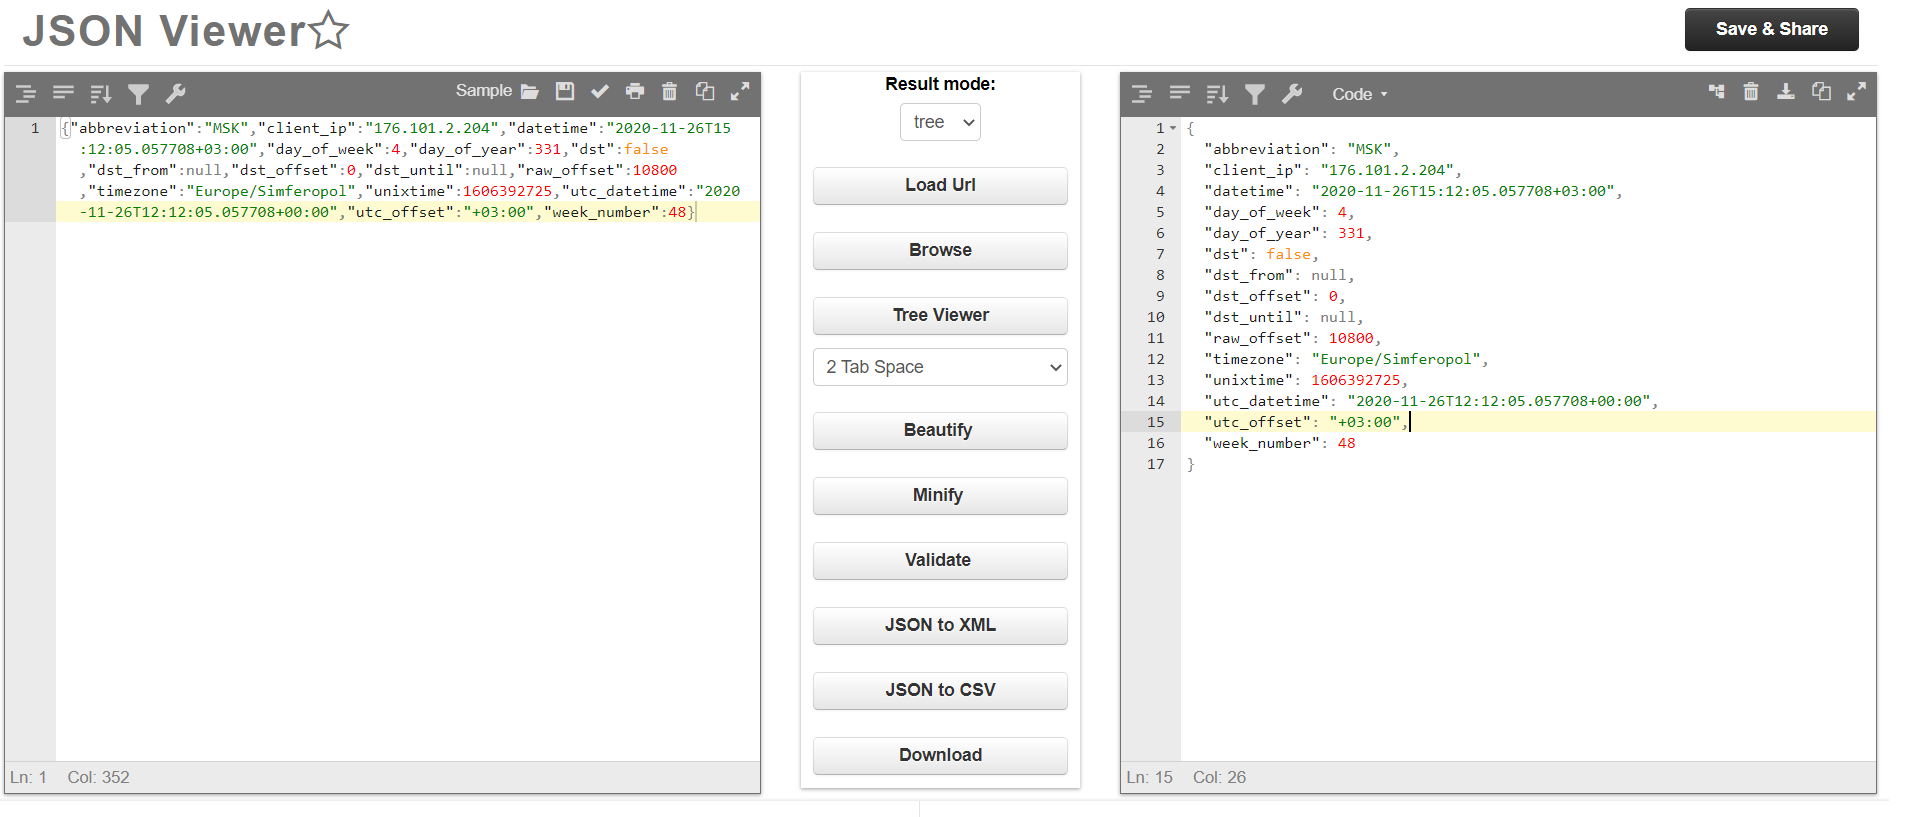 JSON Viewer
Save & Share
Sample
1
{"abbreviation":"MSK","client_ip":"176.101.2.204","datetime":"2020-11-26T15
:12:05.057708+03:00","day_of_week":4,"day_of_year":331,"dst":false
,"dst_from":null,"dst_offset":0,"dst_until":null,"raw_offset":10800
,"timezone":"Europe/Simferopol","unixtime":1606392725,"utc_datetime":"2020
-11-26T12:12:05.057708+00:00","utc_offset":"+03:00","week_number":48}
Ln: 1 Col: 352
Result mode:
tree
Load Url
Browse
Tree Viewer
2 Tab Space
Beautify
Minify
Validate
JSON to XML
JSON to CSV
Download
Code
1 {
2 "abbreviation": "MSK",
3 "client_ip": "176.101.2.204",
4 "datetime": "2020-11-26T15:12:05.057708+03:00",
5 "day_of_week": 4,
6 "day_of_year": 331,
7 "dst": false,
8 "dst_from": null,
9 "dst_offset": 0,
10 "dst_until": null,
11 "raw_offset": 10800,
12 "timezone": "Europe/Simferopol",
13 "unixtime": 1606392725,
14 "utc_datetime": "2020-11-26T12:12:05.057708+00:00",
15 "utc_offset": "+03:00",
16 "week_number": 48
17 }
Ln: 15 Col: 26